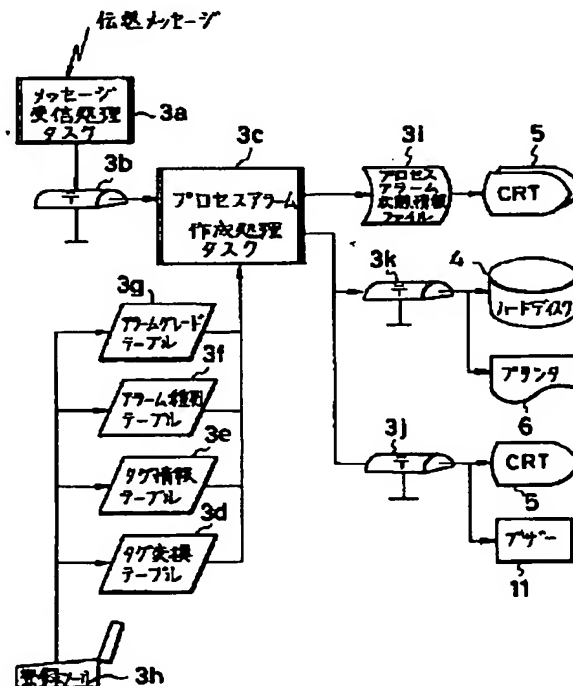 伝送メッセージ
メッセージ
受信処理
タスク
3a
3b
3c
プロセスアラーム
作成処理
タスク
3i
プロセス
アラーム
状態情報
ファイル
5
CRT
3k
4
ハードディスク
プリンタ
6
3j
CRT
5
ブザー
11
3g
アラームグレード
テーブル
3f
アラーム種別
テーブル
3e
タグ情報
テーブル
3d
タグ変換
テーブル
3h